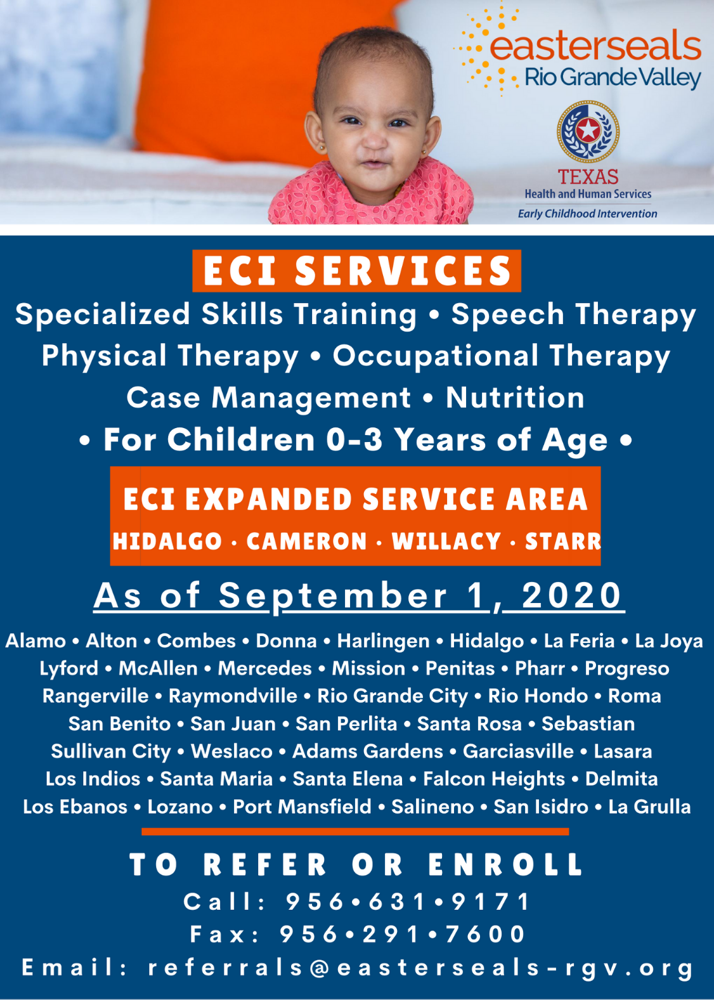 easterseals
Rio Grande Valley
TEXAS
Health and Human Services
Early Childhood Intervention
ECI SERVICES
Specialized Skills Training • Speech Therapy
Physical Therapy • Occupational Therapy
Case Management • Nutrition
• For Children 0-3 Years of Age •
ECI EXPANDED SERVICE AREA
HIDALGO • CAMERON • WILLACY • STARR
As of September 1, 2020
Alamo • Alton • Combes • Donna • Harlingen • Hidalgo • La Feria • La Joya
Lyford • McAllen • Mercedes • Mission • Penitas • Pharr • Progreso
Rangerville • Raymondville • Rio Grande City • Rio Hondo • Roma
San Benito • San Juan • San Perlita • Santa Rosa • Sebastian
Sullivan City • Weslaco • Adams Gardens • Garciasville • Lasara
Los Indios • Santa Maria • Santa Elena • Falcon Heights • Delmita
Los Ebanos • Lozano • Port Mansfield • Salineno • San Isidro • La Grulla
TO REFER OR ENROLL
Call: 956•631•9171
Fax: 956•291•7600
Email: referrals@easterseals-rgv.org